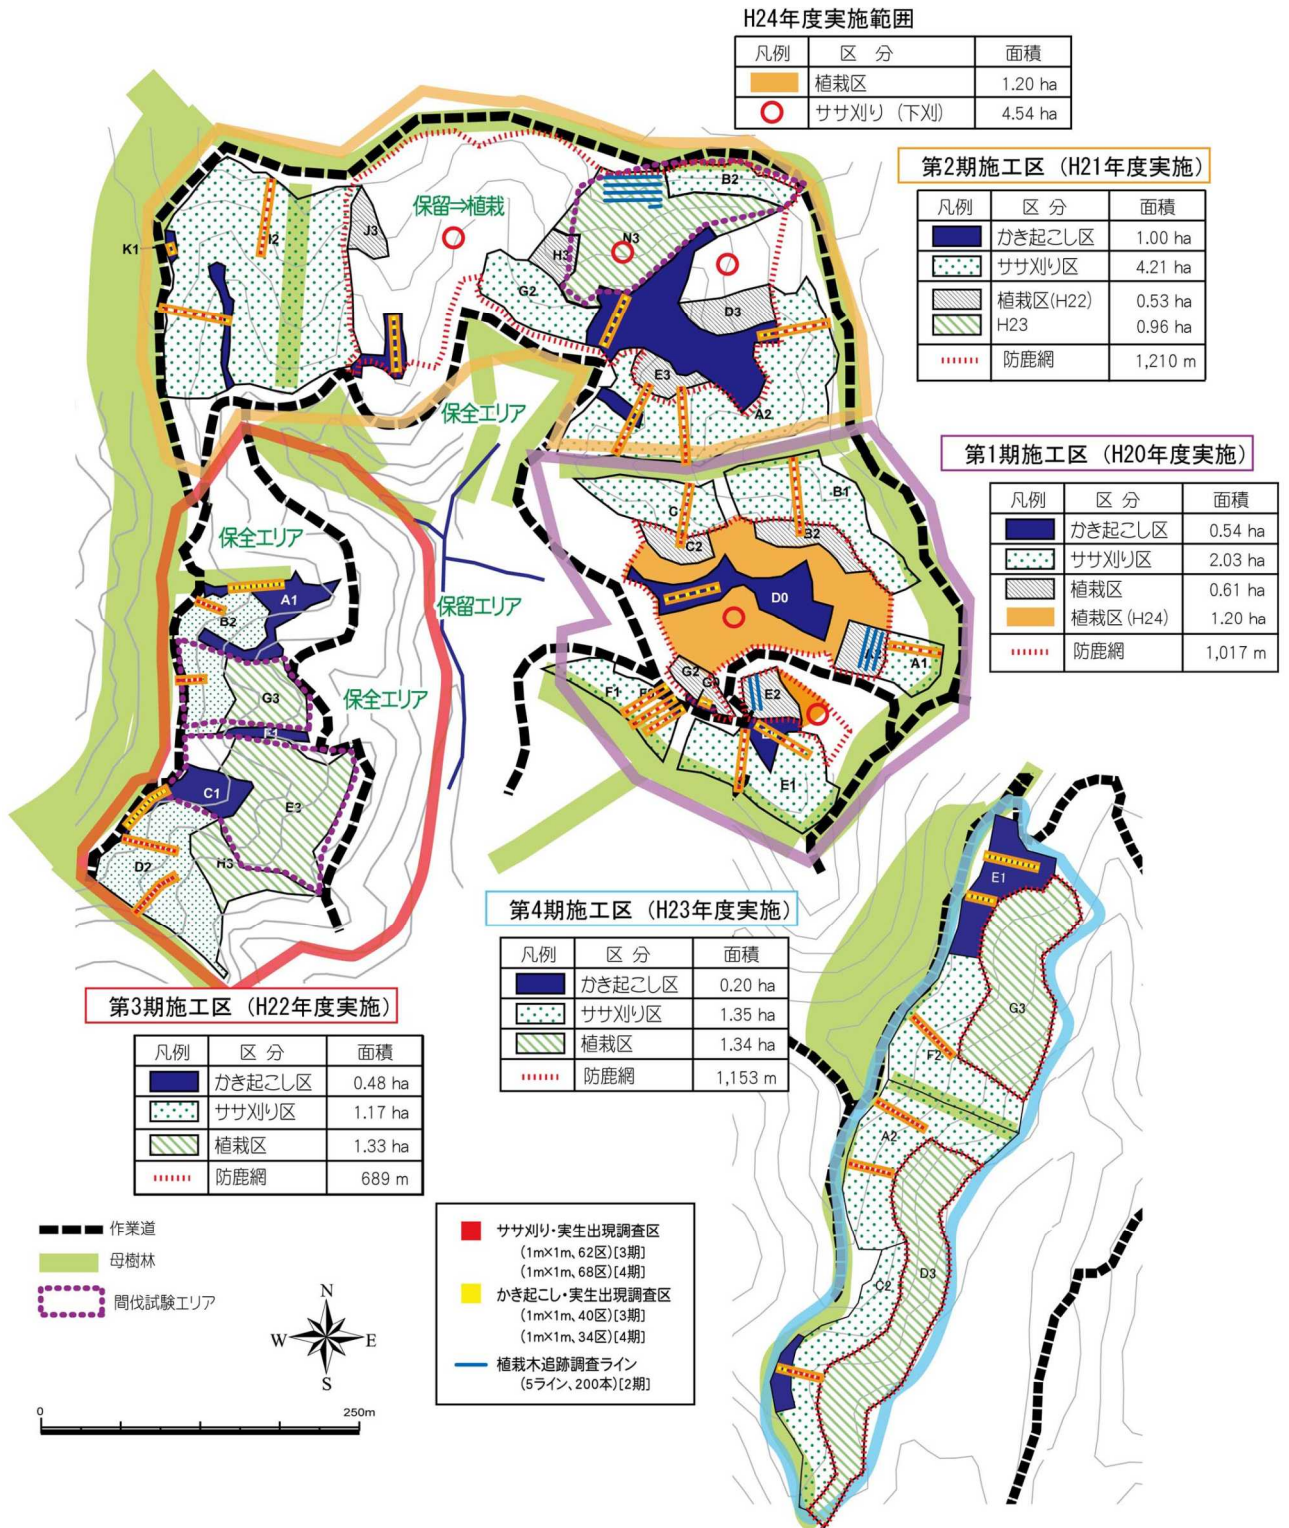 H24年度実施範囲
凡例 区 分 面積
植栽区 1.20 ha
ササ刈り (下刈) 4.54 ha
第2期施工区 (H21年度実施)
凡例 区 分 面積
かき起こし区 1.00 ha
ササ刈り区 4.21 ha
植栽区(H22) 0.53 ha
H23 0.96 ha
防鹿網 1,210 m
第1期施工区 (H20年度実施)
凡例 区 分 面積
かき起こし区 0.54 ha
ササ刈り区 2.03 ha
植栽区 0.61 ha
植栽区(H24) 1.20 ha
防鹿網 1,017 m
K1
I2
J3
保留⇒植栽
N3
B2
H3
G2
D3
E3
A2
保全エリア
保全エリア
保留エリア
保全エリア
A1
B2
G3
F1
C1
E3
H3
D2
B1
B2
C2
D0
A1
G2
F1
E2
E1
第4期施工区 (H23年度実施)
凡例 区 分 面積
かき起こし区 0.20 ha
ササ刈り区 1.35 ha
植栽区 1.34 ha
防鹿網 1,153 m
E1
G3
F2
A2
D3
C2
第3期施工区 (H22年度実施)
凡例 区 分 面積
かき起こし区 0.48 ha
ササ刈り区 1.17 ha
植栽区 1.33 ha
防鹿網 689 m
作業道
母樹林
間伐試験エリア
N
W E
S
0 250m
ササ刈り・実生出現調査区
(1m×1m、62区)[3期]
(1m×1m、68区)[4期]
かき起こし・実生出現調査区
(1m×1m、40区)[3期]
(1m×1m、34区)[4期]
植栽木追跡調査ライン
(5ライン、200本)[2期]